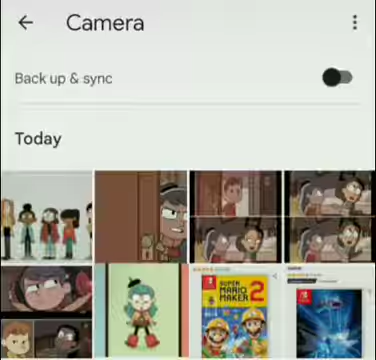 Camera
Back up & sync
Today
SUPER
MARIO
MAKER 2